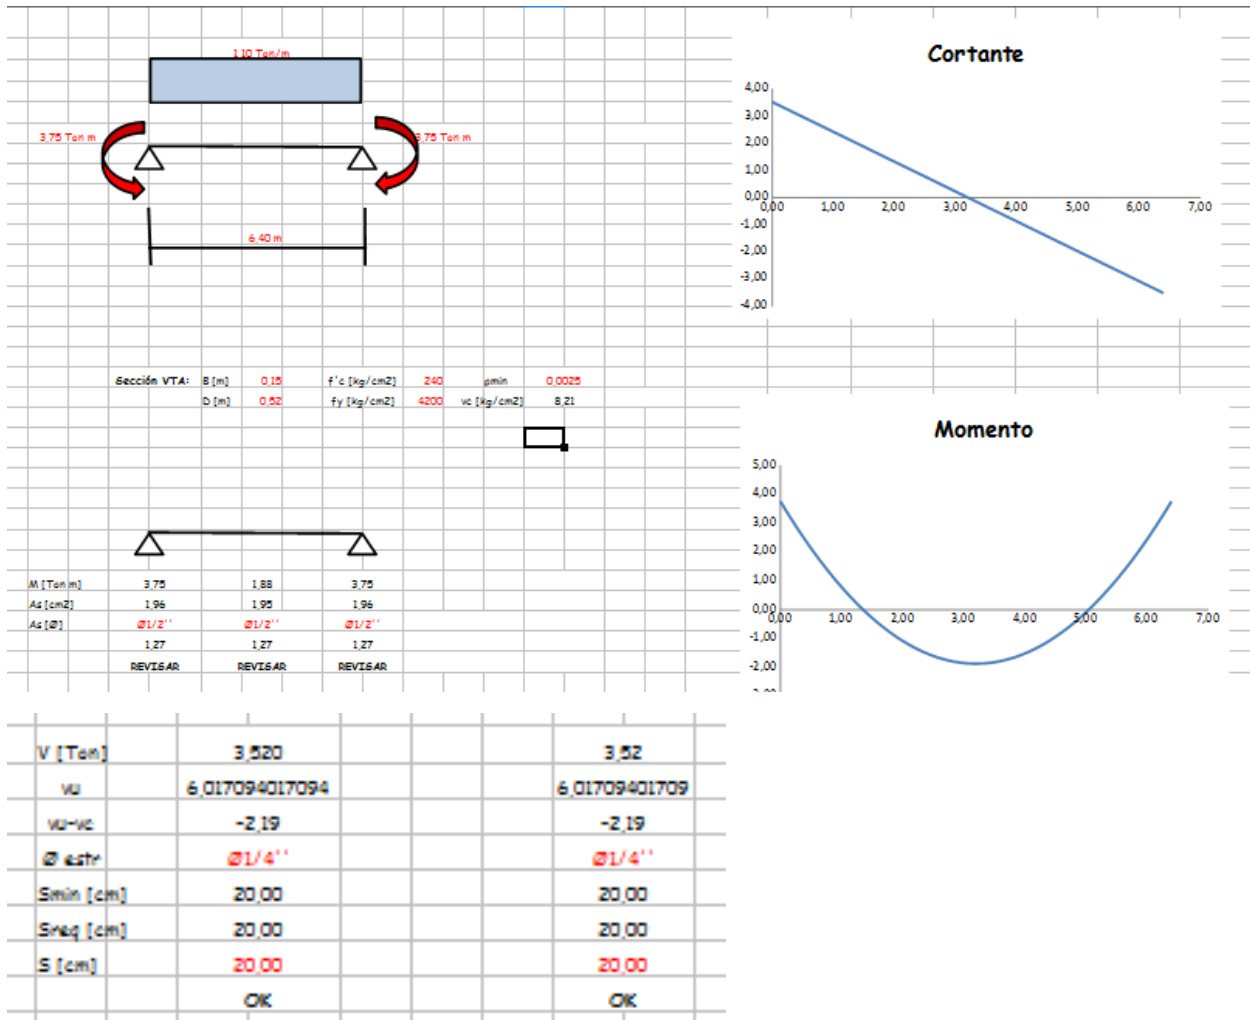 1.10 Ton/m
3,75 Ton m
3,75 Ton m
6,40 m
Cortante
4,00
3,00
2,00
1,00
0,00
-1,00
-2,00
-3,00
-4,00
0,00 1,00 2,00 3,00 4,00 5,00 6,00 7,00
Sección VTA: B [m] 0,15 f'c [kg/cm2] 240 ρmin 0,0025
D [m] 0,52 fy [kg/cm2] 4200 vc [kg/cm2] 8,21
Momento
5,00
4,00
3,00
2,00
1,00
0,00
-1,00
-2,00
0,00 1,00 2,00 3,00 4,00 5,00 6,00 7,00
M [Ton m] 3,75 1,88 3,75
As [cm2] 1,96 1,95 1,96
As [Ø] Ø1/2'' Ø1/2'' Ø1/2''
1,27 1,27 1,27
REVISAR REVISAR REVISAR
V [Ton] 3,520 3,52
vu 6,017094017094 6,01709401709
vu-vc -2,19 -2,19
Ø estr Ø1/4'' Ø1/4''
Smin [cm] 20,00 20,00
Sreq [cm] 20,00 20,00
S [cm] 20,00 20,00
OK OK